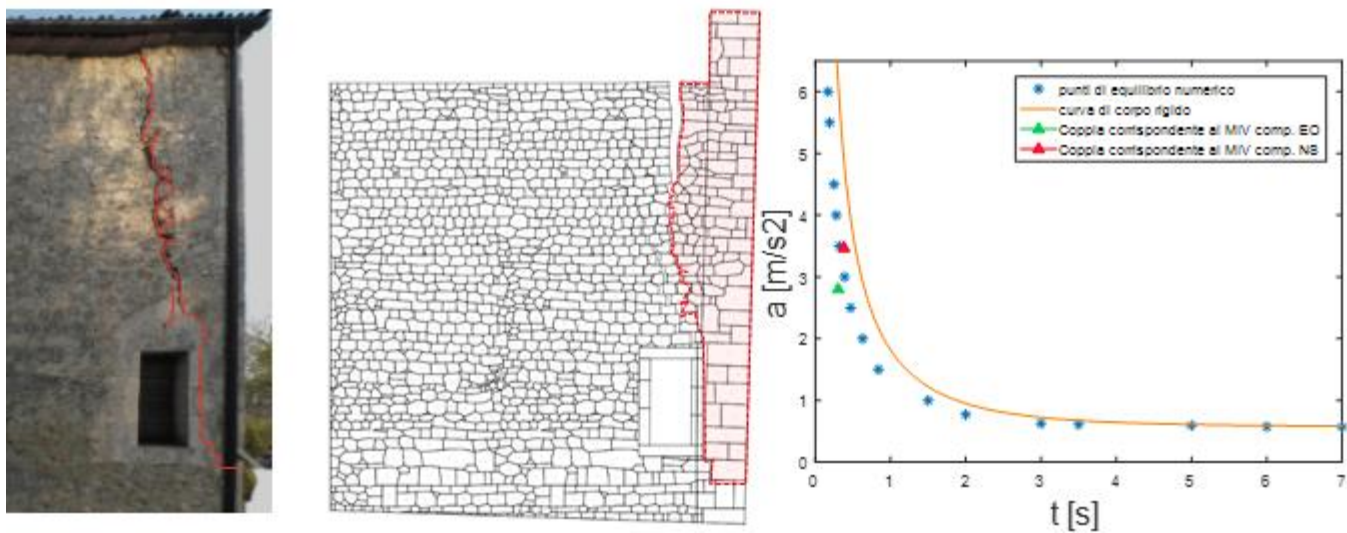 punti di equilibrio numerico
curva di corpo rigido
Coppia corrispondente al MIV comp. EO
Coppia corrispondente al MIV comp. NS
a [m/s2]
6
5
4
3
2
1
0
0 1 2 3 4 5 6 7
t [s]